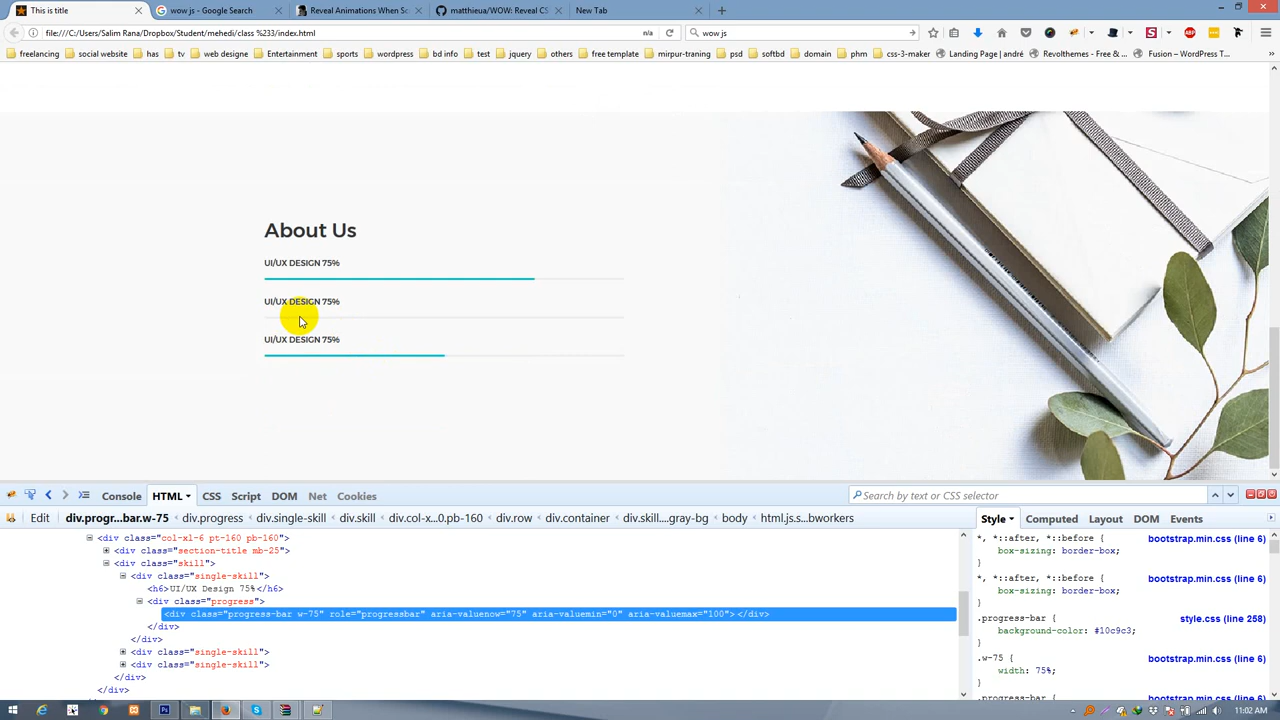 This is title
wow js - Google Search
Reveal Animations When Sc
matthieua/WOW: Reveal CS
New Tab
file:///C:/Users/Salim Rana/Dropbox/Student/mehedi/class %233/index.html
n/a
wow js
freelancing
social website
has
tv
web designe
Entertainment
sports
wordpress
bd info
test
jquery
others
free template
mirpur-traning
psd
softbd
domain
phm
css-3-maker
Landing Page | André
Revolthemes - Free & ...
Fusion – WordPress T...
About Us
UI/UX DESIGN 75%
UI/UX DESIGN 75%
UI/UX DESIGN 75%
Console
HTML
CSS
Script
DOM
Net
Cookies
Search by text or CSS selector
Edit
div.progr...bar.w-75 ‹ div.progress ‹ div.single-skill ‹ div.skill ‹ div.col-x...0.pb-160 ‹ div.row ‹ div.container ‹ div.skill....gray-bg ‹ body ‹ html.js.s...bworkers
Style
Computed
Layout
DOM
Events
<div class="col-xl-6 pt-160 pb-160">
<div class="section-title mb-25">
<div class="skill">
<div class="single-skill">
<h6>UI/UX Design 75%</h6>
<div class="progress">
<div class="progress-bar w-75" role="progressbar" aria-valuenow="75" aria-valuemin="0" aria-valuemax="100"></div>
</div>
</div>
<div class="single-skill">
<div class="single-skill">
</div>
</div>
*, *::after, *::before {
bootstrap.min.css (line 6)
box-sizing: border-box;
}
*, *::after, *::before {
bootstrap.min.css (line 6)
box-sizing: border-box;
}
.progress-bar {
style.css (line 258)
background-color: #10c9c3;
}
.w-75 {
bootstrap.min.css (line 6)
width: 75%;
}
.progress-bar {
bootstrap.min.css (line 6)
11:02 AM